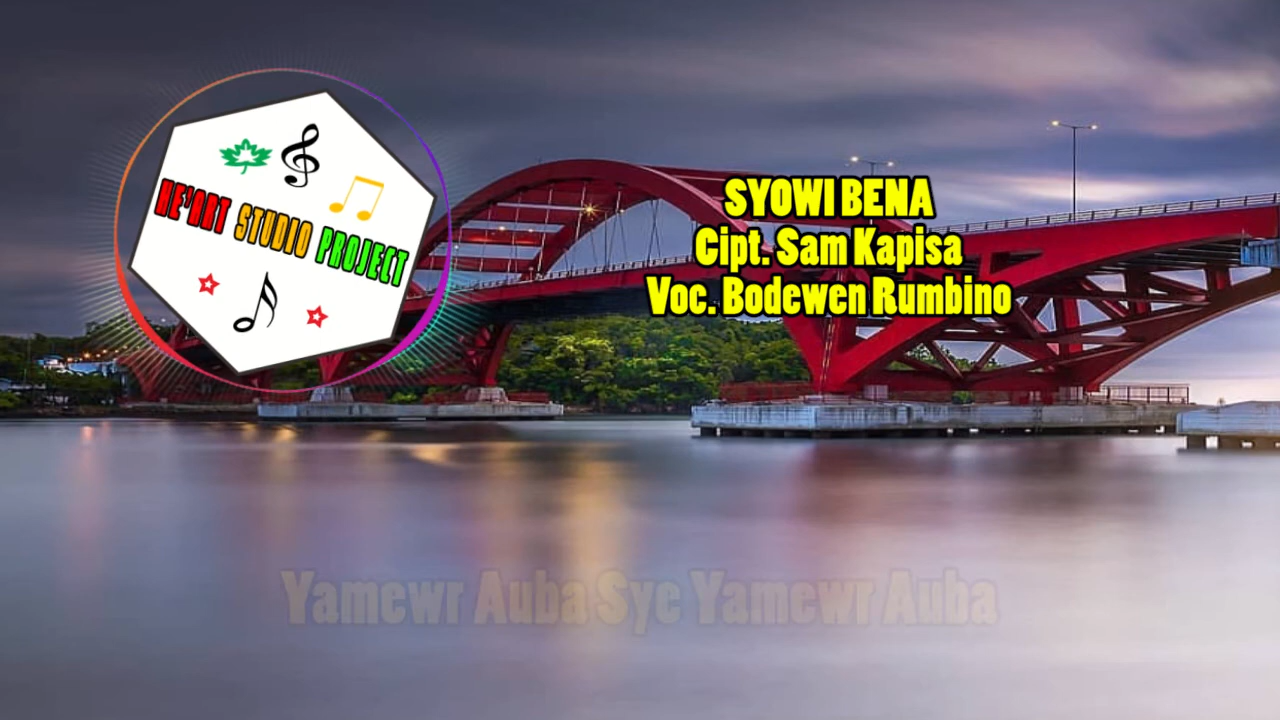 HE'ART STUDIO PROJECT
SYOWI BENA
Cipt. Sam Kapisa
Voc. Bodewen Rumbino
Yamewr Auba Sye Yamewr Auba